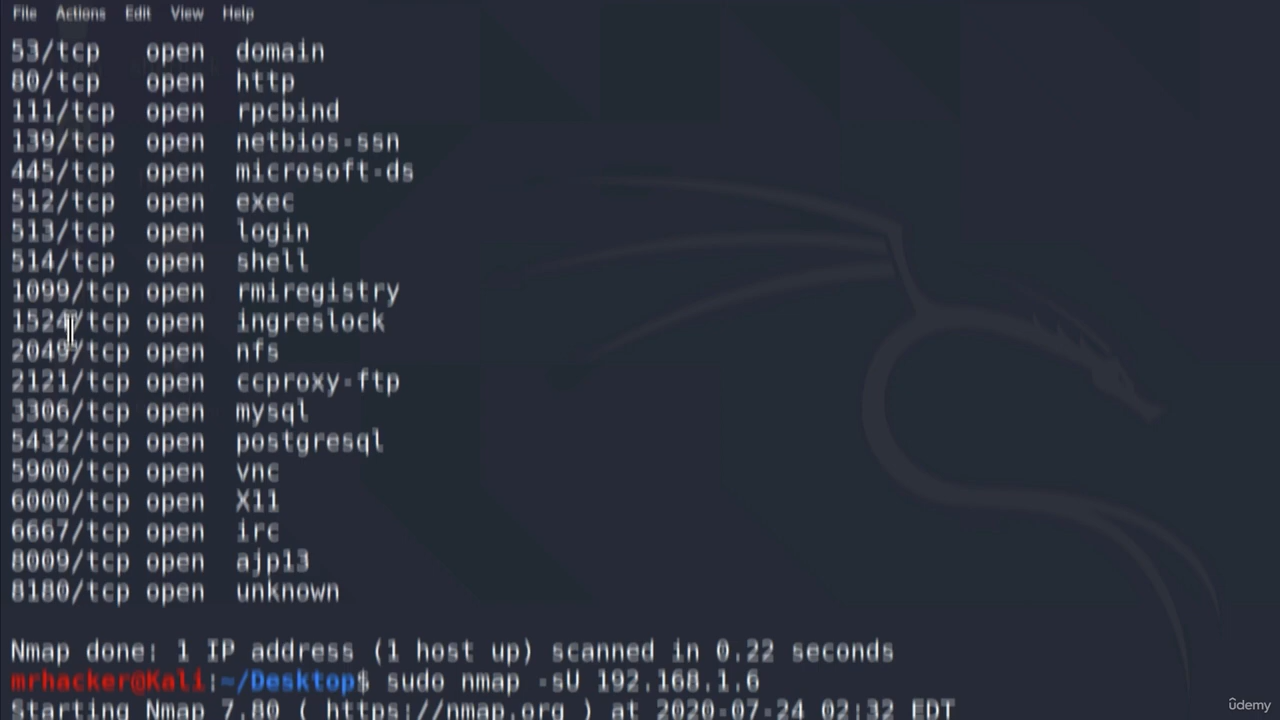 File Actions Edit View Help
53/tcp open domain
80/tcp open http
111/tcp open rpcbind
139/tcp open netbios-ssn
445/tcp open microsoft-ds
512/tcp open exec
513/tcp open login
514/tcp open shell
1099/tcp open rmiregistry
1524/tcp open ingreslock
2049/tcp open nfs
2121/tcp open ccproxy-ftp
3306/tcp open mysql
5432/tcp open postgresql
5900/tcp open vnc
6000/tcp open X11
6667/tcp open irc
8009/tcp open ajp13
8180/tcp open unknown
Nmap done: 1 IP address (1 host up) scanned in 0.22 seconds
mrhacker@Kali:~/Desktop$ sudo nmap -sU 192.168.1.6
Starting Nmap 7.80 ( https://nmap.org ) at 2020-07-24 02:32 EDT
ûdemy